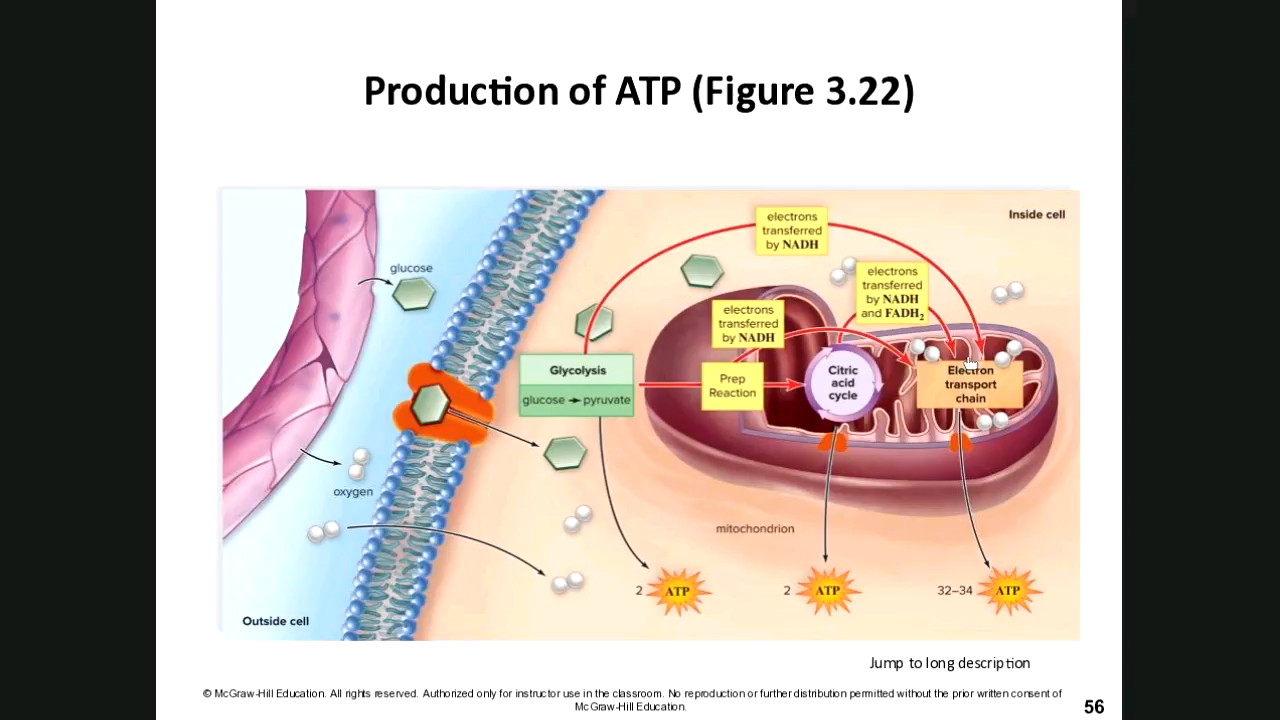 Production of ATP (Figure 3.22)
electrons
transferred
by NADH
Inside cell
glucose
electrons
transferred
by NADH
and FADH₂
electrons
transferred
by NADH
Glycolysis
glucose → pyruvate
Prep
Reaction
Citric
acid
cycle
Electron
transport
chain
oxygen
mitochondrion
2 ATP
2 ATP
32–34 ATP
Outside cell
Jump to long description
© McGraw-Hill Education. All rights reserved. Authorized only for instructor use in the classroom. No reproduction or further distribution permitted without the prior written consent of
McGraw-Hill Education.
56